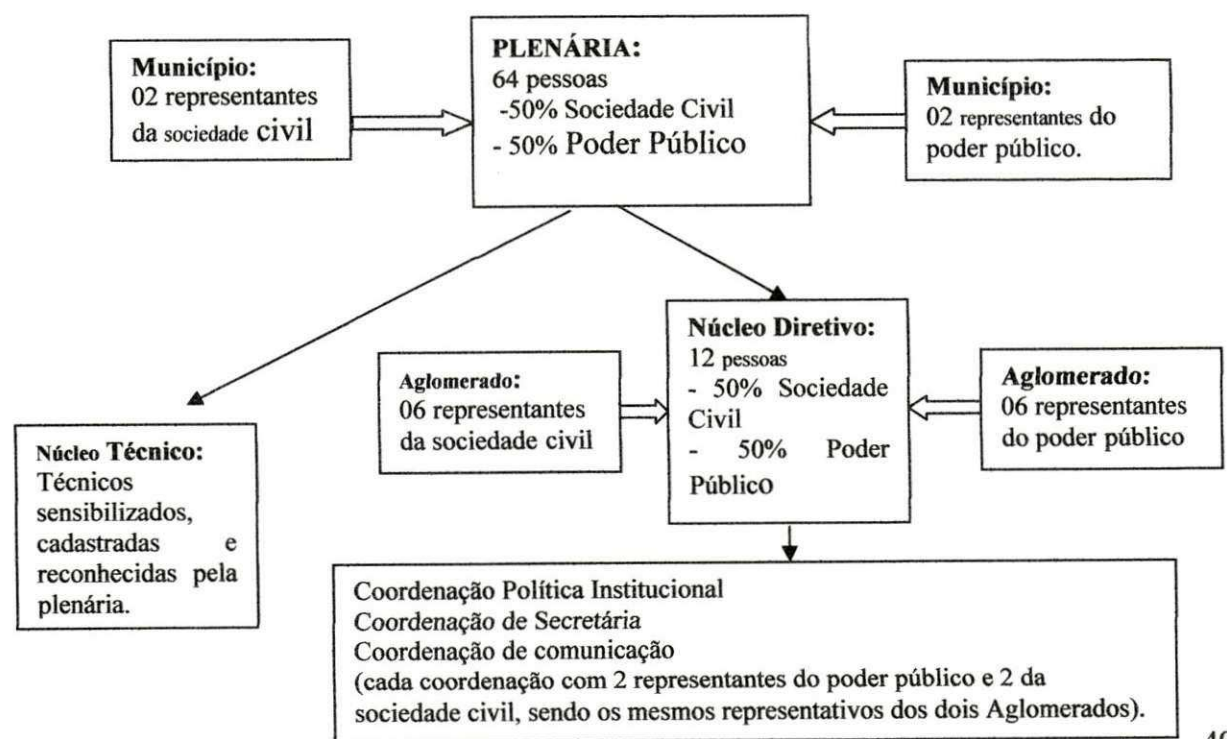 Município:
02 representantes
da sociedade civil
PLENÁRIA:
64 pessoas
-50% Sociedade Civil
- 50% Poder Público
Município:
02 representantes do
poder público.
Aglomerado:
06 representantes
da sociedade civil
Núcleo Diretivo:
12 pessoas
- 50% Sociedade
Civil
- 50% Poder
Público
Aglomerado:
06 representantes
do poder público
Núcleo Técnico:
Técnicos
sensibilizados,
cadastradas e
reconhecidas pela
plenária.
Coordenação Política Institucional
Coordenação de Secretária
Coordenação de comunicação
(cada coordenação com 2 representantes do poder público e 2 da
sociedade civil, sendo os mesmos representativos dos dois Aglomerados).